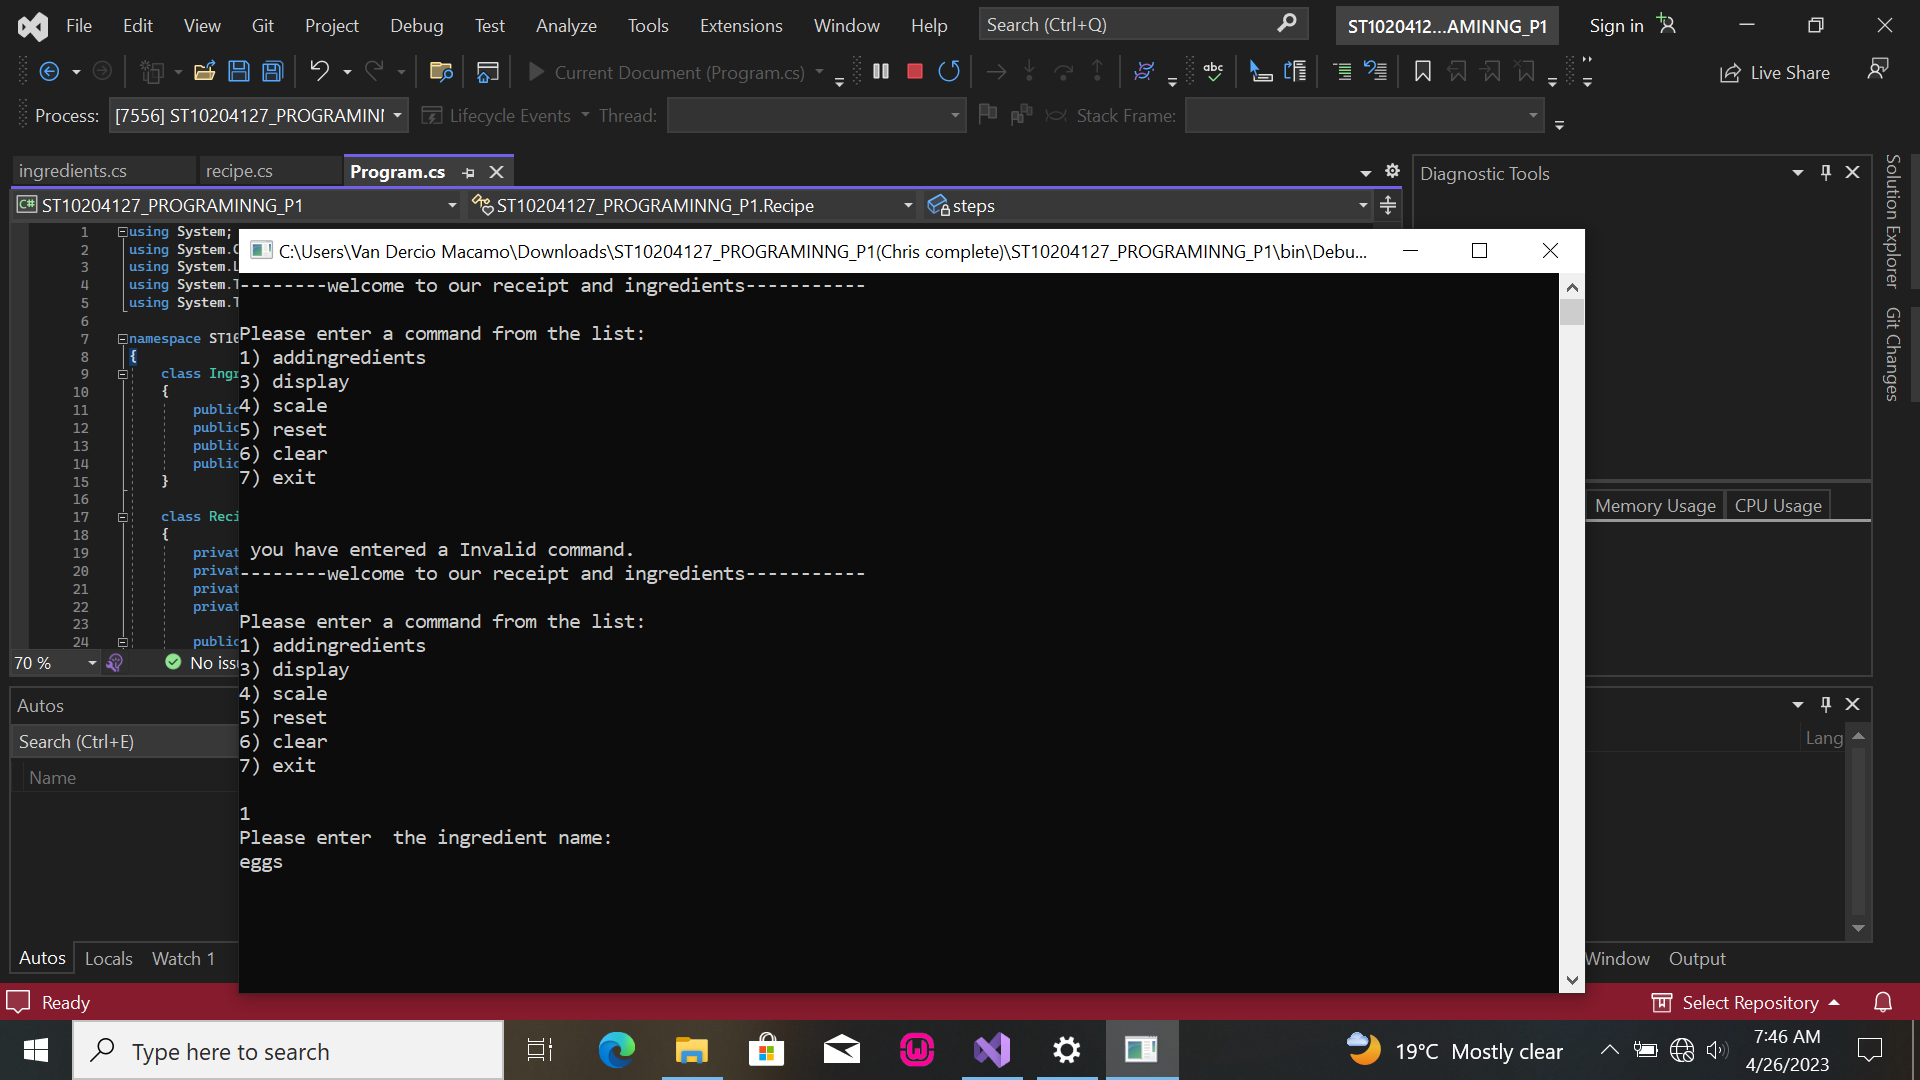 File Edit View Git Project Debug Test Analyze Tools Extensions Window Help Search (Ctrl+Q) ST1020412...AMINNG_P1 Sign in
Current Document (Program.cs) Live Share
Process: [7556] ST10204127_PROGRAMINI Lifecycle Events Thread: Stack Frame:
ingredients.cs recipe.cs Program.cs
Diagnostic Tools
ST10204127_PROGRAMINNG_P1 ST10204127_PROGRAMINNG_P1.Recipe steps
Solution Explorer
Git Changes
1 using System;
2 using System.C
3 using System.L
4 using System.T
5 using System.T
6
7 namespace ST10
8 {
9 class Ingr
10 {
11 public
12 public
13 public
14 public
15 }
16
17 class Reci
18 {
19 privat
20 privat
21 privat
22 privat
23
24 public
70 % No issu
C:\Users\Van Dercio Macamo\Downloads\ST10204127_PROGRAMINNG_P1(Chris complete)\ST10204127_PROGRAMINNG_P1\bin\Debu...
--------welcome to our receipt and ingredients-----------
Please enter a command from the list:
1) addingredients
3) display
4) scale
5) reset
6) clear
7) exit
you have entered a Invalid command.
--------welcome to our receipt and ingredients-----------
Please enter a command from the list:
1) addingredients
3) display
4) scale
5) reset
6) clear
7) exit
1
Please enter  the ingredient name:
eggs
Memory Usage CPU Usage
Autos
Search (Ctrl+E)
Name
Lang
Autos Locals Watch 1
Window Output
Ready
Select Repository
Type here to search
19°C Mostly clear
7:46 AM
4/26/2023